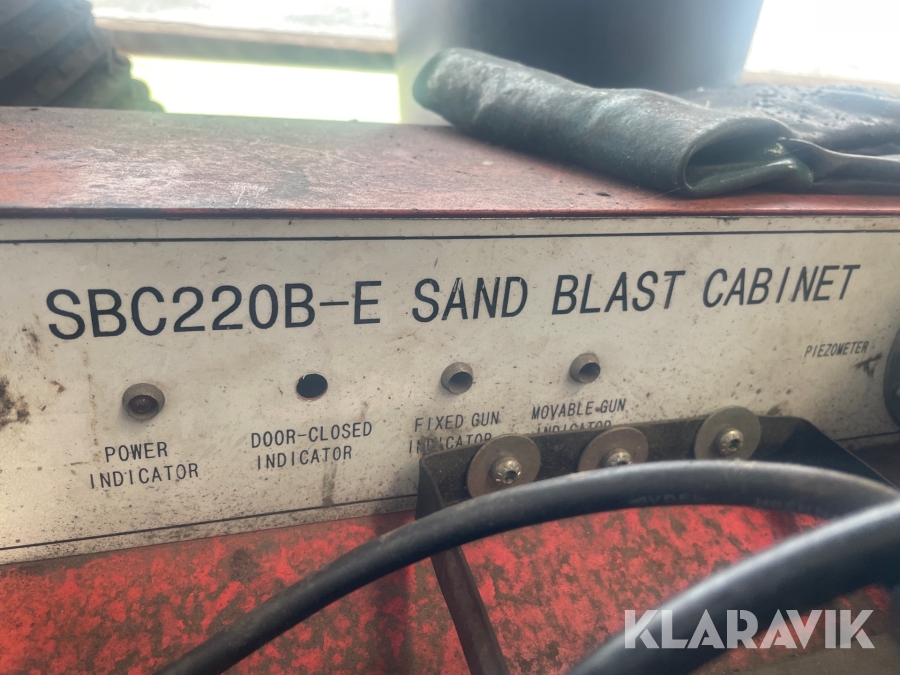 SBC220B-E SAND BLAST CABINET
PIEZOMETER
POWER
INDICATOR
DOOR-CLOSED
INDICATOR
FIXED GUN
INDICATOR
MOVABLE GUN
INDICATOR
KLARAVIK